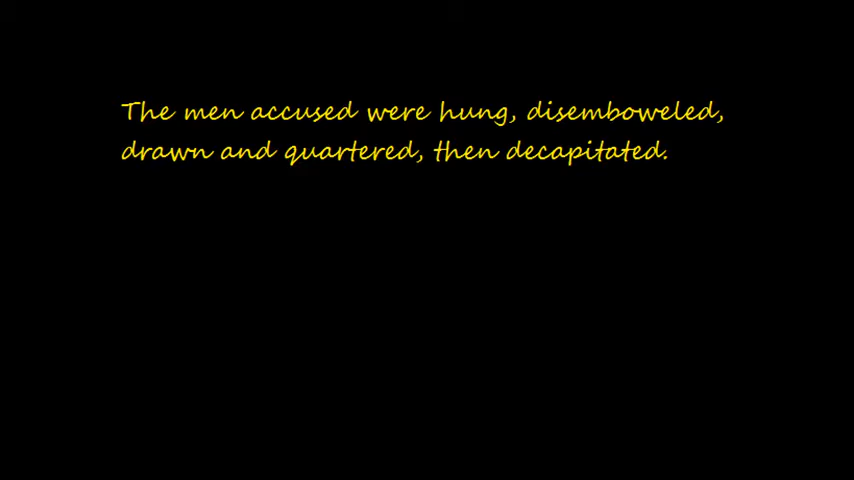 The men accused were hung, disemboweled,
drawn and quartered, then decapitated.